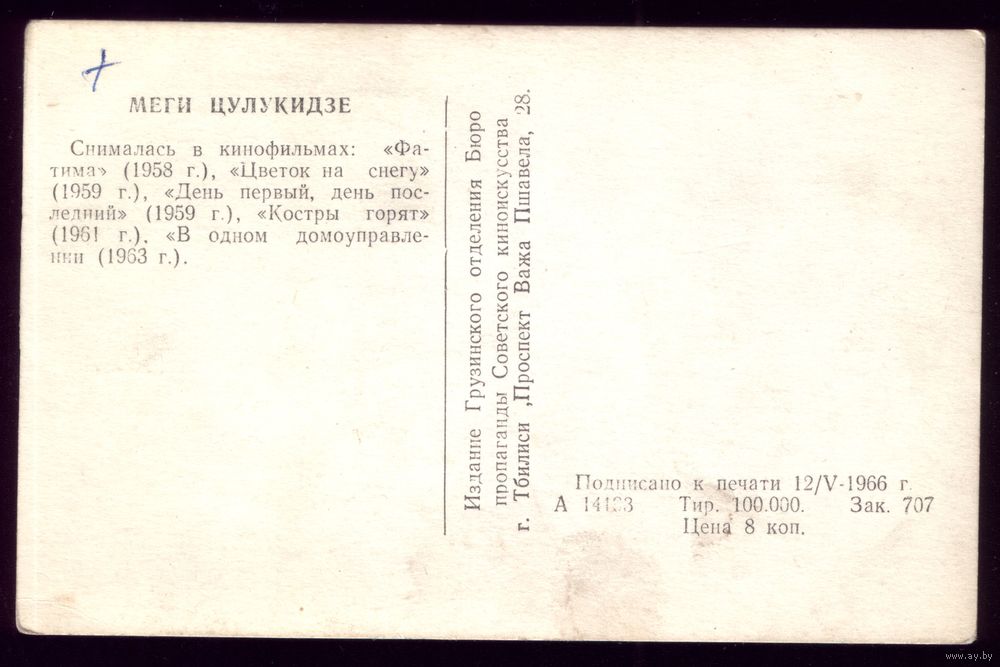 МЕГИ ЦУЛУКИДЗЕ
Снималась в кинофильмах: «Фа-
тима» (1958 г.), «Цветок на снегу»
(1959 г.), «День первый, день пос-
ледний» (1959 г.), «Костры горят»
(1961 г.), «В одном домоуправле-
нии (1963 г.).
Издание Грузинского отделения Бюро
пропаганды Советского киноискусства
г. Тбилиси ,Проспект Важа Пшавела, 28.
Подписано к печати 12/V-1966 г.
А Тир. 100.000. Зак. 707
Цена 8 коп.
www.ay.by